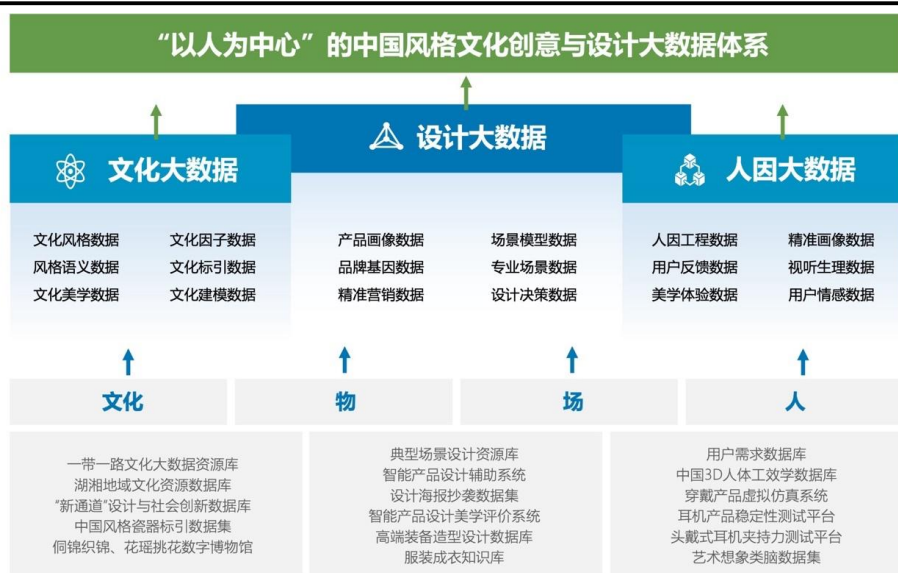 “以人为中心”的中国风格文化创意与设计大数据体系
文化大数据
设计大数据
人因大数据
文化风格数据 文化因子数据
风格语义数据 文化标引数据
文化美学数据 文化建模数据
产品画像数据 场景模型数据
品牌基因数据 专业场景数据
精准营销数据 设计决策数据
人因工程数据 精准画像数据
用户反馈数据 视听生理数据
美学体验数据 用户情感数据
文化
物
场
人
一带一路文化大数据资源库
湖湘地域文化资源数据库
“新通道”设计与社会创新数据库
中国风格瓷器标引数据集
侗锦织锦、花瑶挑花数字博物馆
典型场景设计资源库
智能产品设计辅助系统
设计海报抄袭数据集
智能产品设计美学评价系统
高端装备造型设计数据库
服装成衣知识库
用户需求数据库
中国3D人体工效学数据库
穿戴产品虚拟仿真系统
耳机产品稳定性测试平台
头戴式耳机夹持力测试平台
艺术想象类脑数据集